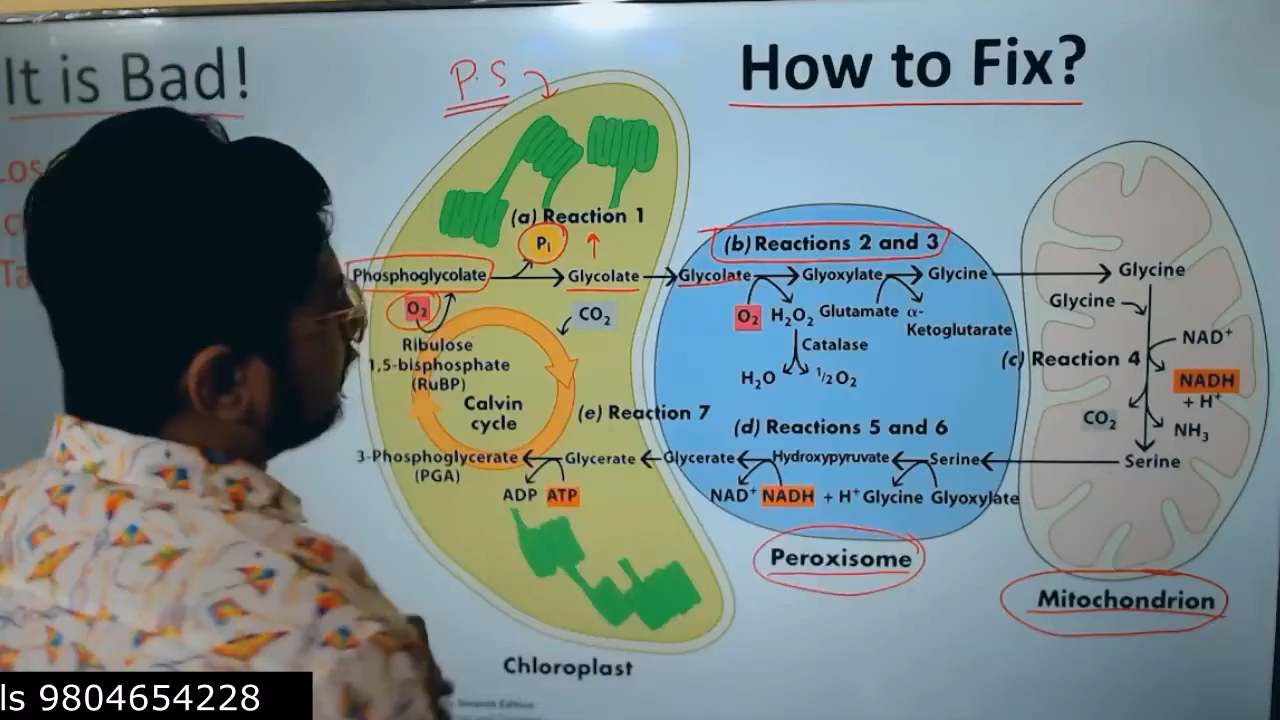 It is Bad!
How to Fix?
P.S
(a) Reaction 1
Pi
Phosphoglycolate
Glycolate
O2
CO2
Ribulose
1,5-bisphosphate
(RuBP)
Calvin
cycle
(e) Reaction 7
3-Phosphoglycerate
(PGA)
Glycerate
ADP ATP
Chloroplast
(b) Reactions 2 and 3
Glycolate
Glyoxylate
Glycine
O2 H2O2 Glutamate α-
Ketoglutarate
Catalase
H2O 1/2O2
(d) Reactions 5 and 6
Glycerate
Hydroxypyruvate
Serine
NAD+ NADH + H+ Glycine Glyoxylate
Peroxisome
Glycine
Glycine
NAD+
(c) Reaction 4
NADH
+ H+
CO2
NH3
Serine
Mitochondrion
ls 9804654228
Seventh Edition